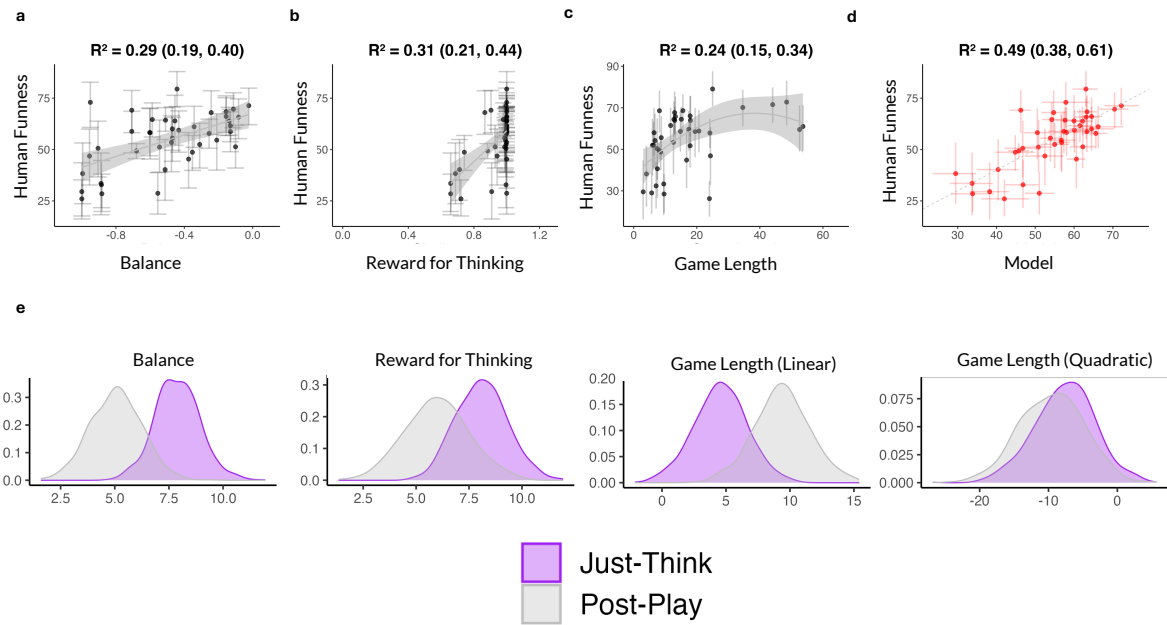 a
b
c
d
R² = 0.29 (0.19, 0.40)
R² = 0.31 (0.21, 0.44)
R² = 0.24 (0.15, 0.34)
R² = 0.49 (0.38, 0.61)
Human Funness
75
50
25
-0.8 -0.4 0.0
Balance
Human Funness
75
50
25
0.0 0.4 0.8 1.2
Reward for Thinking
Human Funness
90
70
50
30
0 20 40 60
Game Length
Human Funness
75
50
25
30 40 50 60 70
Model
e
Balance
0.3
0.2
0.1
0.0
2.5 5.0 7.5 10.0
Reward for Thinking
0.3
0.2
0.1
0.0
2.5 5.0 7.5 10.0
Game Length (Linear)
0.20
0.15
0.10
0.05
0.00
0 5 10 15
Game Length (Quadratic)
0.075
0.050
0.025
0.000
-20 -10 0
Just-Think
Post-Play